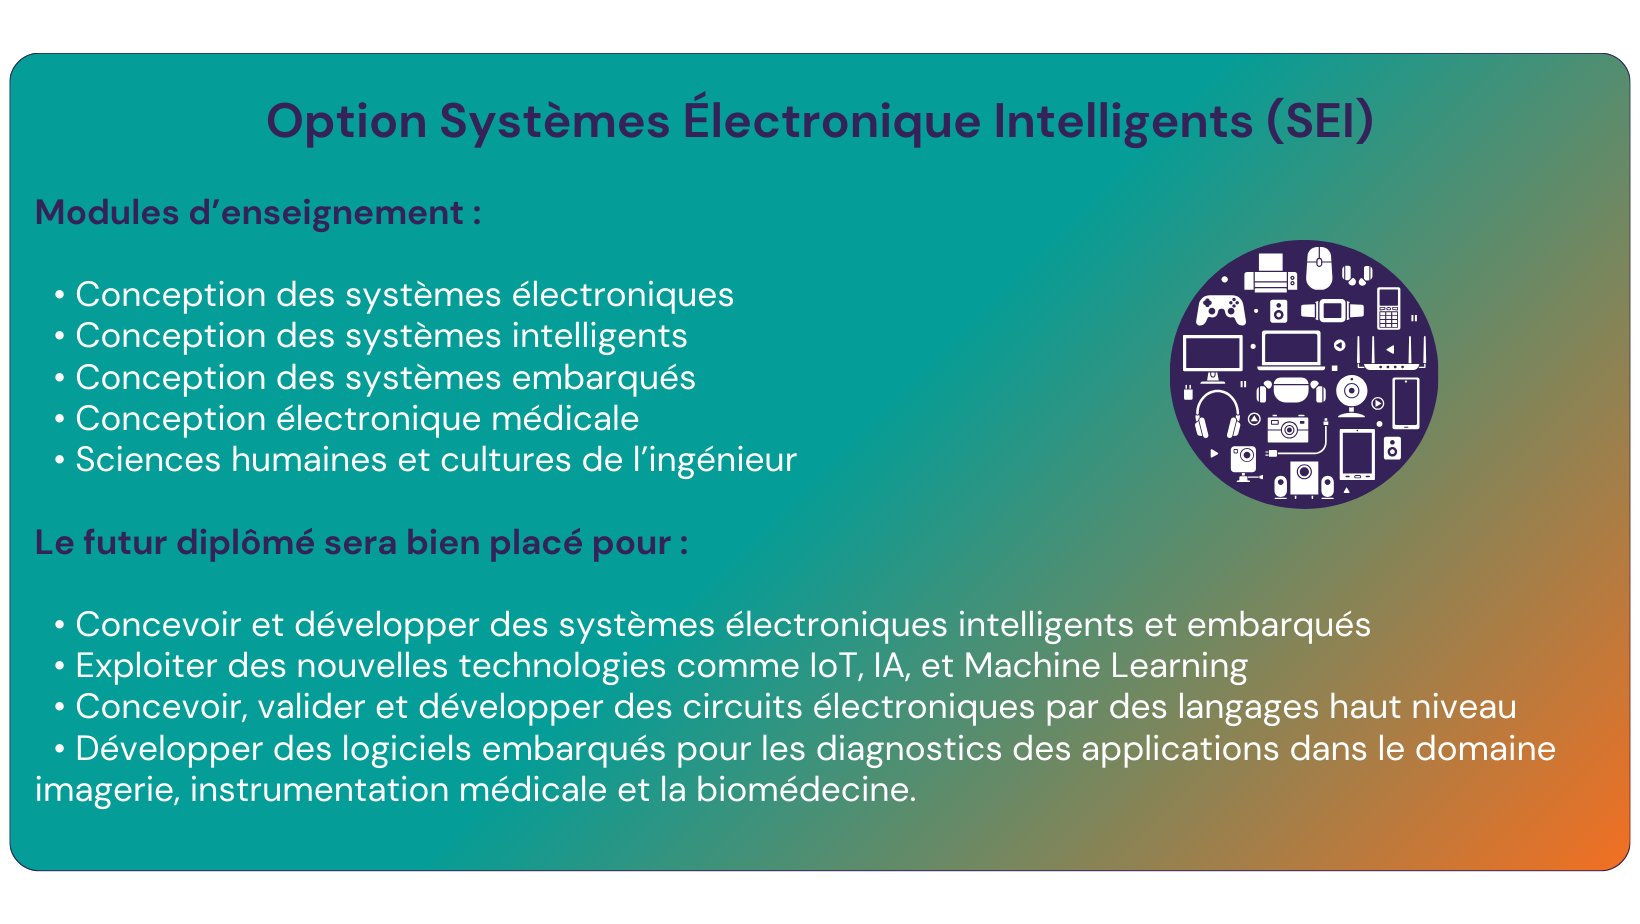 Option Systèmes Électronique Intelligents (SEI)
Modules d’enseignement :
• Conception des systèmes électroniques
• Conception des systèmes intelligents
• Conception des systèmes embarqués
• Conception électronique médicale
• Sciences humaines et cultures de l’ingénieur
Le futur diplômé sera bien placé pour :
• Concevoir et développer des systèmes électroniques intelligents et embarqués
• Exploiter des nouvelles technologies comme IoT, IA, et Machine Learning
• Concevoir, valider et développer des circuits électroniques par des langages haut niveau
• Développer des logiciels embarqués pour les diagnostics des applications dans le domaine
imagerie, instrumentation médicale et la biomédecine.